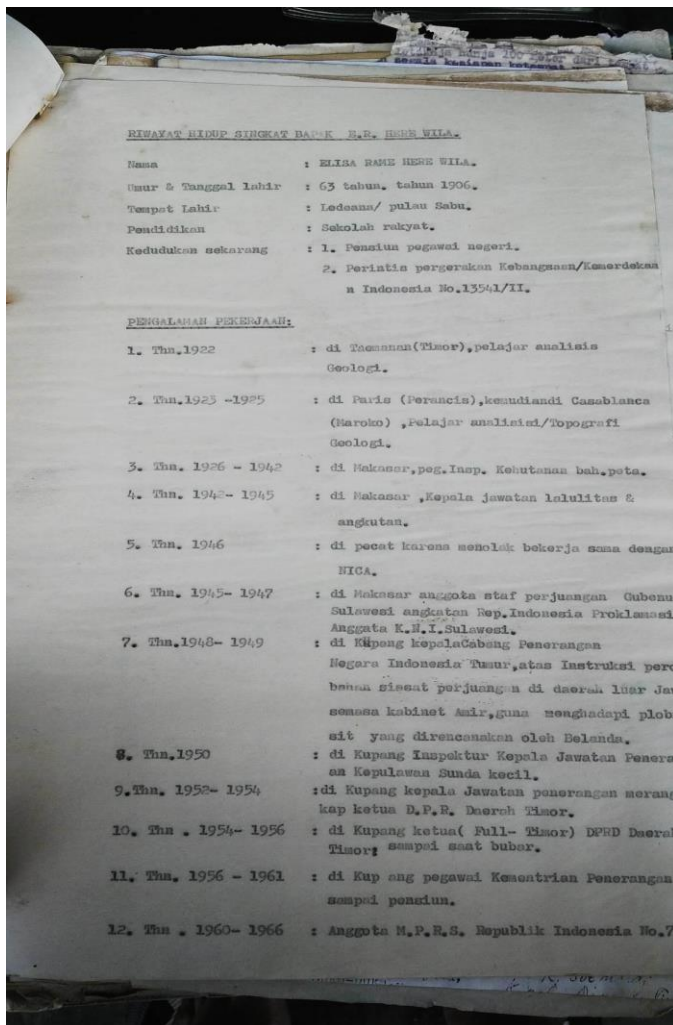 RIWAYAT HIDUP SINGKAT BAPAK E.R. HERE WILA.
Nama : ELISA RAME HERE WILA.
Umur & Tanggal lahir : 63 tahun. tahun 1906.
Tempat Lahir : Ledeana/ pulau Sabu.
Pendidikan : Sekolah rakyat.
Kedudukan sekarang : 1. Pensiun pegawai negeri.
2. Perintis pergerakan Kebangsaan/Kemerdekaa
n Indonesia No.13541/II.
PENGALAMAN PEKERJAAN:
1. Thn.1922 : di Tasmanan(Timor),pelajar analisis
Geologi.
2. Thn.1923 -1925 : di Paris (Perancis),kemudiandi Casablanca
(Maroko) ,Pelajar analisisi/Topografi
Geologi.
3. Thn. 1926 - 1942 : di Makasar,peg.Insp. Kehutanan bah.peta.
4. Thn. 1942- 1945 : di Makasar ,Kepala jawatan lalulitas &
angkutan.
5. Thn. 1946 : di pecat karena menolak bekerja sama dengan
NICA.
6. Thn. 1945- 1947 : di Makasar anggota staf perjuangan Gubenu
Sulawesi angkatan Rep.Indonesia Proklamasi
Anggata K.N.I.Sulawesi.
7. Thn.1948- 1949 : di Kupang kepalaCabang Penerangan
Negara Indonesia Tumur,atas Instruksi pero
bahan siasat perjuangan di daerah luar Ja
semasa kabinet Amir,guna menghadapi plobi
sit yang direncanakan oleh Belanda.
8. Thn.1950 : di Kupang Inspektur Kepala Jawatan Penera
an Kepulawan Sunda kecil.
9.Thn. 1952- 1954 :di Kupang kepala Jawatan penerangan merang
kap ketua D.P.R. Daerah Timor.
10. Thn . 1954- 1956 : di Kupang ketua( Full- Timor) DPRD Daerah
Timor; sampai saat bubar.
11. Thn. 1956 - 1961 : di Kup ang pegawai Kementrian Penerangan
sampai pensiun.
12. Thn . 1960- 1966 : Anggota M.P.R.S. Republik Indonesia No.7